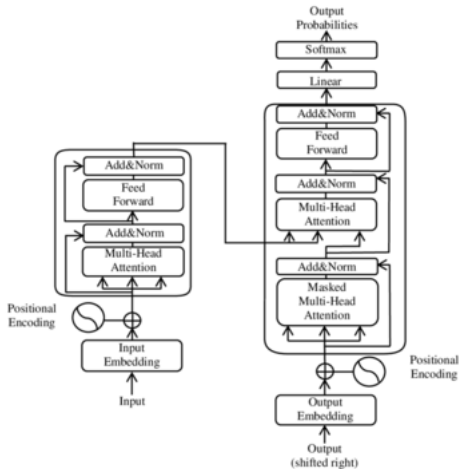 Output
Probabilities
Softmax
Linear
Add&Norm
Feed
Forward
Add&Norm
Multi-Head
Attention
Add&Norm
Masked
Multi-Head
Attention
Positional
Encoding
Output
Embedding
Output
(shifted right)
Add&Norm
Feed
Forward
Add&Norm
Multi-Head
Attention
Positional
Encoding
Input
Embedding
Input